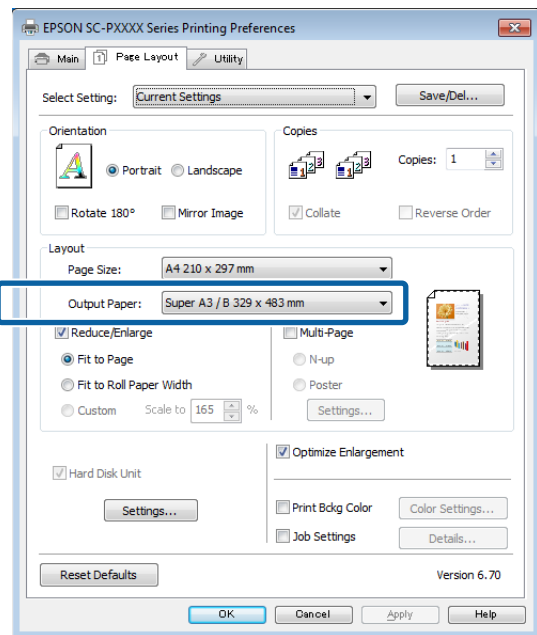 EPSON SC-PXXXX Series Printing Preferences
Main Page Layout Utility
Select Setting: Current Settings Save/Del...
Orientation Copies
Portrait Landscape Copies: 1
Rotate 180° Mirror Image Collate Reverse Order
Layout
Page Size: A4 210 x 297 mm
Output Paper: Super A3 / B 329 x 483 mm
Reduce/Enlarge Multi-Page
Fit to Page N-up
Fit to Roll Paper Width Poster
Custom Scale to 165 % Settings...
Optimize Enlargement
Hard Disk Unit
Settings... Print Bckg Color Color Settings...
Job Settings Details...
Reset Defaults Version 6.70
OK Cancel Apply Help